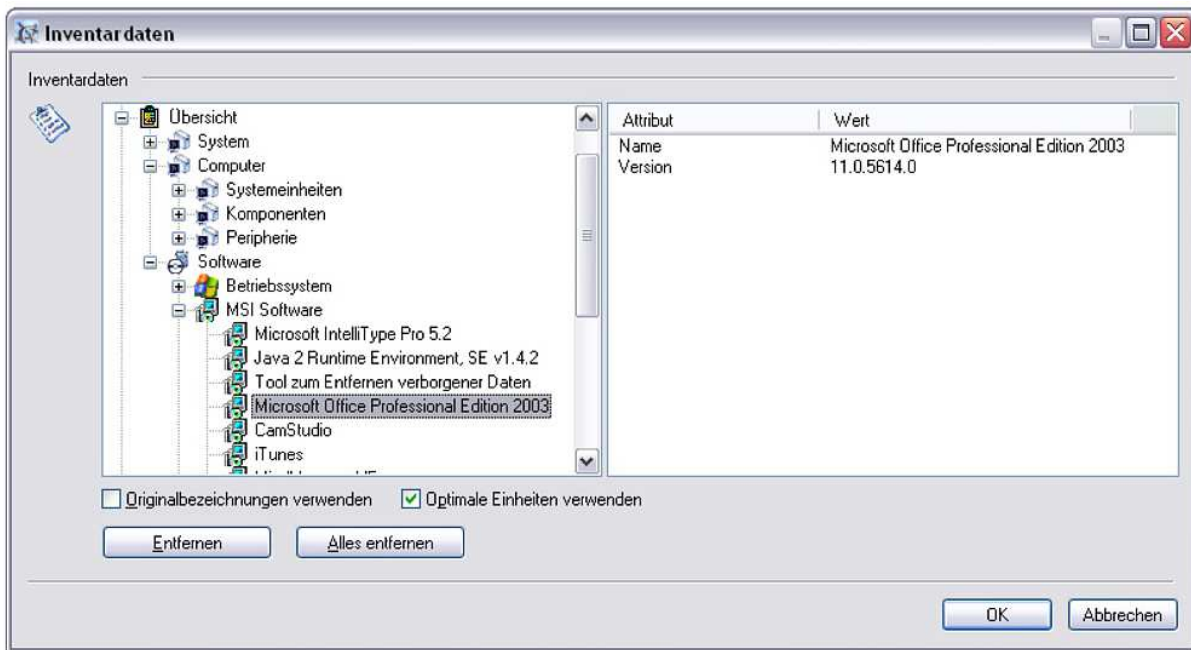 Inventardaten
Inventardaten
Übersicht
System
Computer
Systemeinheiten
Komponenten
Peripherie
Software
Betriebssystem
MSI Software
Microsoft IntelliType Pro 5.2
Java 2 Runtime Environment, SE v1.4.2
Tool zum Entfernen verborgener Daten
Microsoft Office Professional Edition 2003
CamStudio
iTunes
Attribut Wert
Name Microsoft Office Professional Edition 2003
Version 11.0.5614.0
Originalbezeichnungen verwenden Optimale Einheiten verwenden
Entfernen Alles entfernen
OK Abbrechen